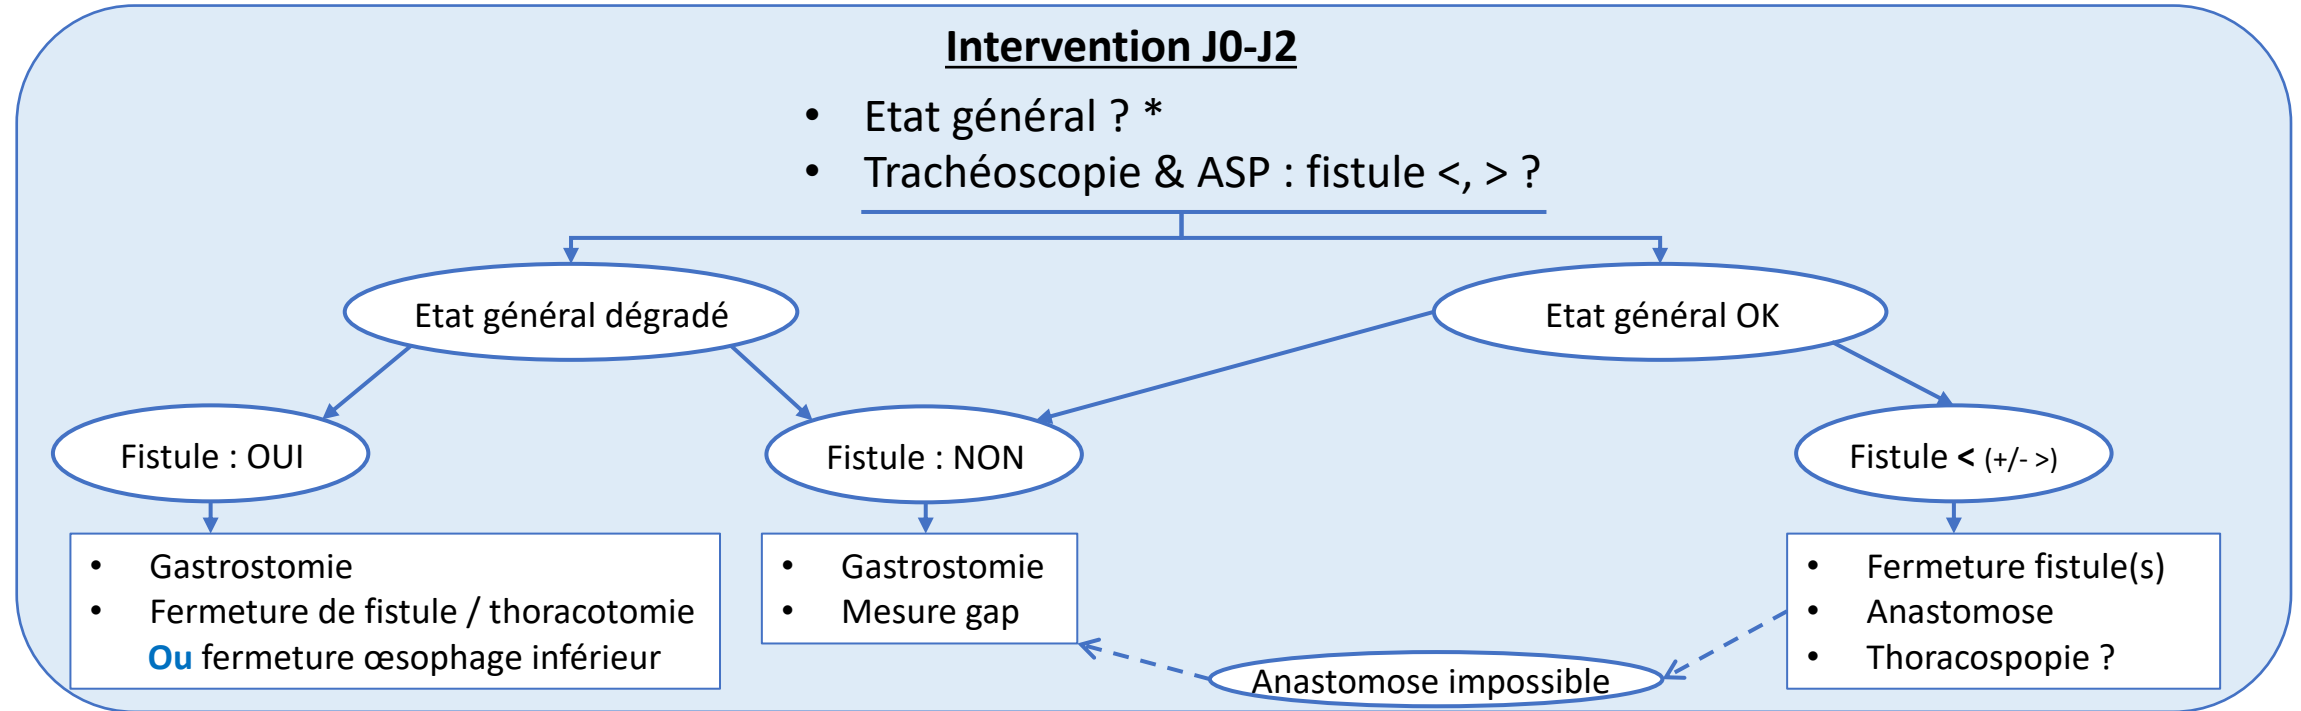 Intervention J0-J2
• Etat général ? *
• Trachéoscopie & ASP : fistule <, > ?
Etat général dégradé
Etat général OK
Fistule : OUI
Fistule : NON
Fistule < (+/- >)
• Gastrostomie
• Fermeture de fistule / thoracotomie
Ou fermeture œsophage inférieur
• Gastrostomie
• Mesure gap
• Fermeture fistule(s)
• Anastomose
• Thoracospopie ?
Anastomose impossible